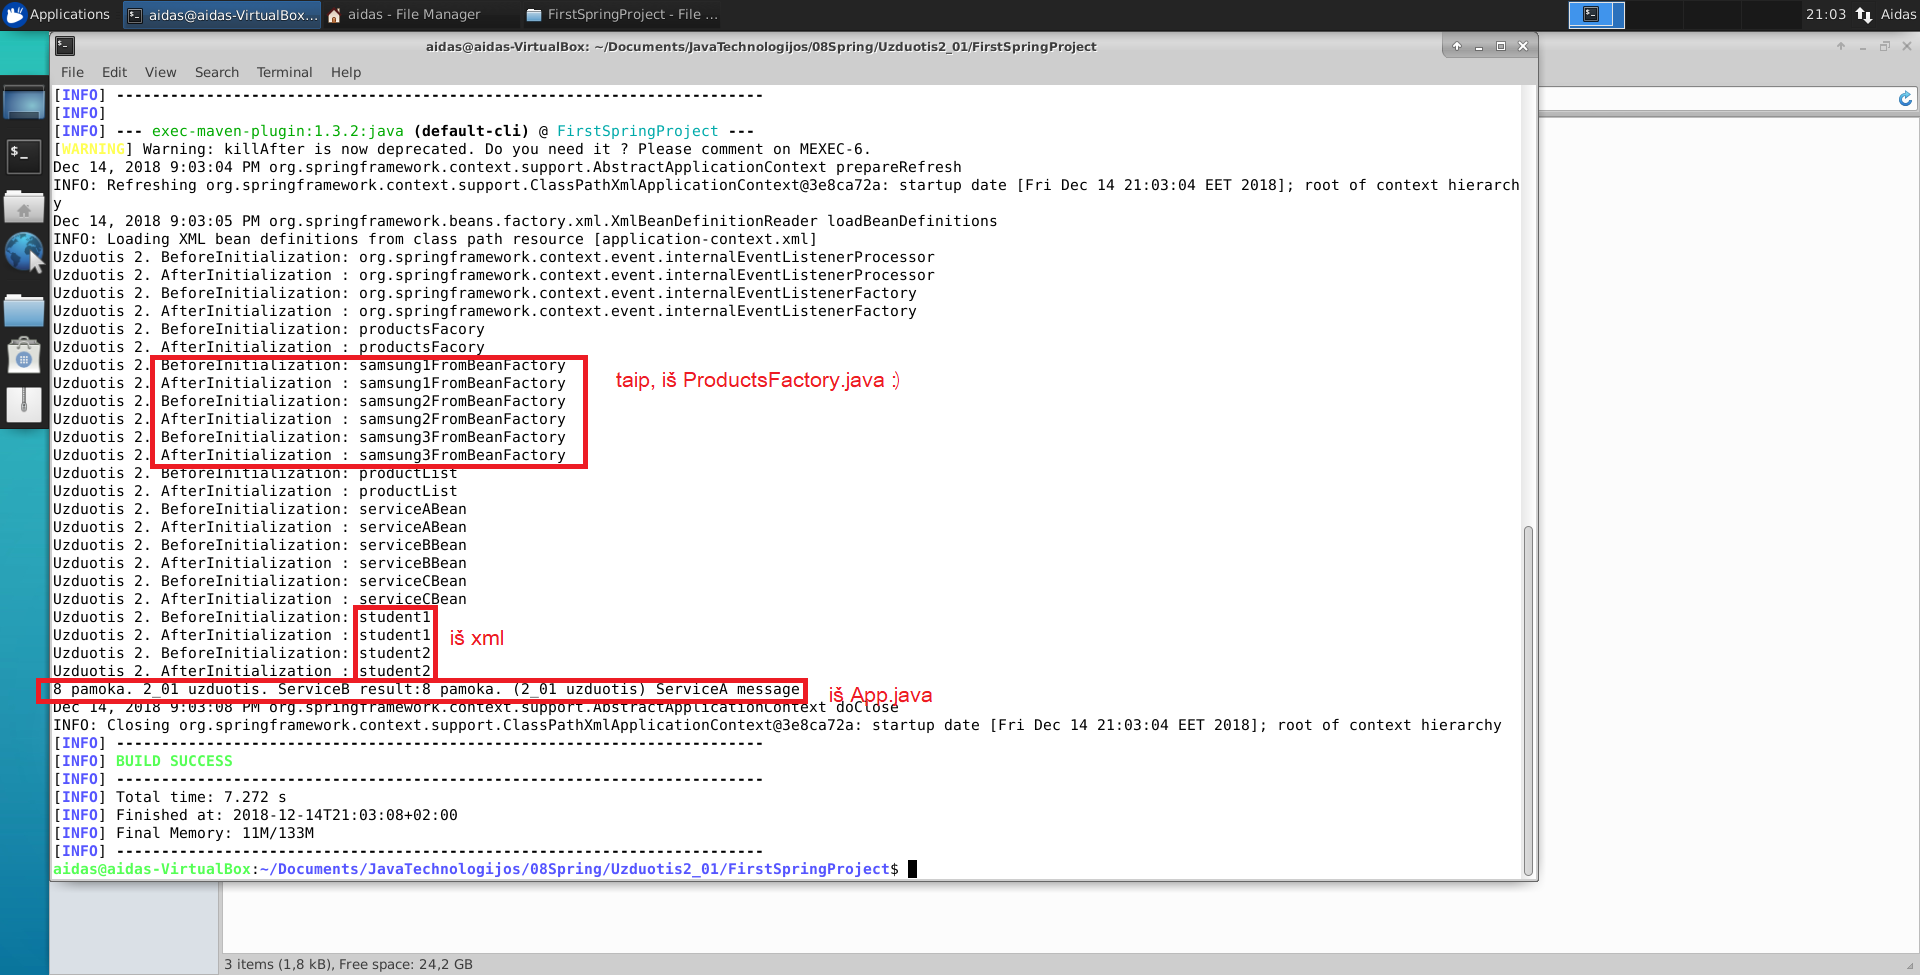 Applications
aidas@aidas-VirtualBox...
aidas - File Manager
FirstSpringProject - File ...
21:03
Aidas
aidas@aidas-VirtualBox: ~/Documents/JavaTechnologijos/08Spring/Uzduotis2_01/FirstSpringProject
File Edit View Search Terminal Help
[INFO] ------------------------------------------------------------------------
[INFO]
[INFO] --- exec-maven-plugin:1.3.2:java (default-cli) @ FirstSpringProject ---
[WARNING] Warning: killAfter is now deprecated. Do you need it ? Please comment on MEXEC-6.
Dec 14, 2018 9:03:04 PM org.springframework.context.support.AbstractApplicationContext prepareRefresh
INFO: Refreshing org.springframework.context.support.ClassPathXmlApplicationContext@3e8ca72a: startup date [Fri Dec 14 21:03:04 EET 2018]; root of context hierarch
y
Dec 14, 2018 9:03:05 PM org.springframework.beans.factory.xml.XmlBeanDefinitionReader loadBeanDefinitions
INFO: Loading XML bean definitions from class path resource [application-context.xml]
Uzduotis 2. BeforeInitialization: org.springframework.context.event.internalEventListenerProcessor
Uzduotis 2. AfterInitialization : org.springframework.context.event.internalEventListenerProcessor
Uzduotis 2. BeforeInitialization: org.springframework.context.event.internalEventListenerFactory
Uzduotis 2. AfterInitialization : org.springframework.context.event.internalEventListenerFactory
Uzduotis 2. BeforeInitialization: productsFacory
Uzduotis 2. AfterInitialization : productsFacory
Uzduotis 2. BeforeInitialization: samsung1FromBeanFactory
Uzduotis 2. AfterInitialization : samsung1FromBeanFactory
taip, iš ProductsFactory.java :)
Uzduotis 2. BeforeInitialization: samsung2FromBeanFactory
Uzduotis 2. AfterInitialization : samsung2FromBeanFactory
Uzduotis 2. BeforeInitialization: samsung3FromBeanFactory
Uzduotis 2. AfterInitialization : samsung3FromBeanFactory
Uzduotis 2. BeforeInitialization: productList
Uzduotis 2. AfterInitialization : productList
Uzduotis 2. BeforeInitialization: serviceABean
Uzduotis 2. AfterInitialization : serviceABean
Uzduotis 2. BeforeInitialization: serviceBBean
Uzduotis 2. AfterInitialization : serviceBBean
Uzduotis 2. BeforeInitialization: serviceCBean
Uzduotis 2. AfterInitialization : serviceCBean
Uzduotis 2. BeforeInitialization: student1
Uzduotis 2. AfterInitialization : student1
iš xml
Uzduotis 2. BeforeInitialization: student2
Uzduotis 2. AfterInitialization : student2
8 pamoka. 2_01 uzduotis. ServiceB result:8 pamoka. (2_01 uzduotis) ServiceA message
iš App.java
Dec 14, 2018 9:03:08 PM org.springframework.context.support.AbstractApplicationContext doClose
INFO: Closing org.springframework.context.support.ClassPathXmlApplicationContext@3e8ca72a: startup date [Fri Dec 14 21:03:04 EET 2018]; root of context hierarchy
[INFO] ------------------------------------------------------------------------
[INFO] BUILD SUCCESS
[INFO] ------------------------------------------------------------------------
[INFO] Total time: 7.272 s
[INFO] Finished at: 2018-12-14T21:03:08+02:00
[INFO] Final Memory: 11M/133M
[INFO] ------------------------------------------------------------------------
aidas@aidas-VirtualBox:~/Documents/JavaTechnologijos/08Spring/Uzduotis2_01/FirstSpringProject$
3 items (1,8 kB), Free space: 24,2 GB